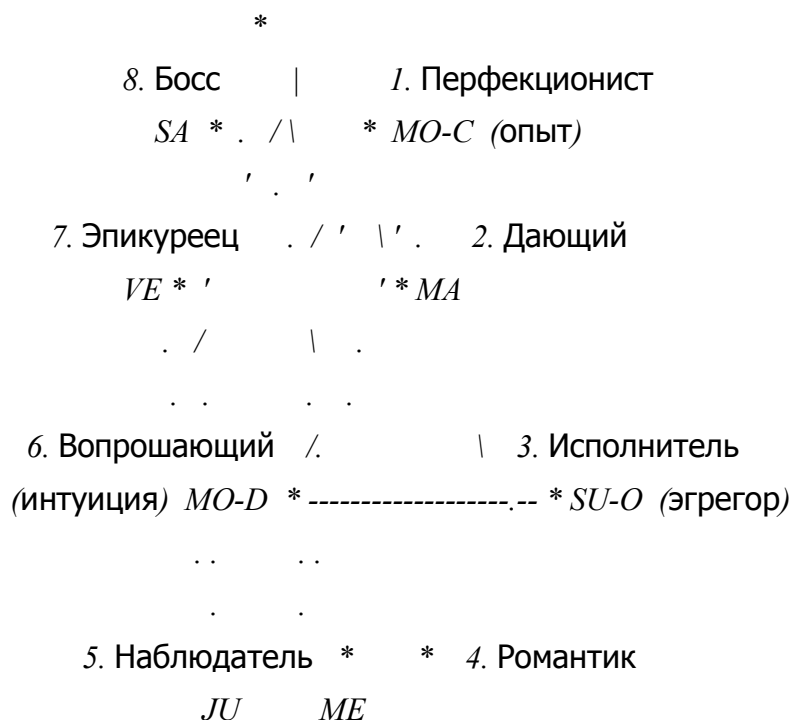 *
8. Босс | 1. Перфекционист
SA * . / \ * MO-C (опыт)
' . '
7. Эпикуреец . / ' \ ' . 2. Дающий
VE * ' ' * MA
. / \ .
. . . .
6. Вопрошающий /. \ 3. Исполнитель
(интуиция) MO-D * -------------------.-- * SU-O (эгрегор)
. . . .
. .
5. Наблюдатель * * 4. Романтик
JU ME